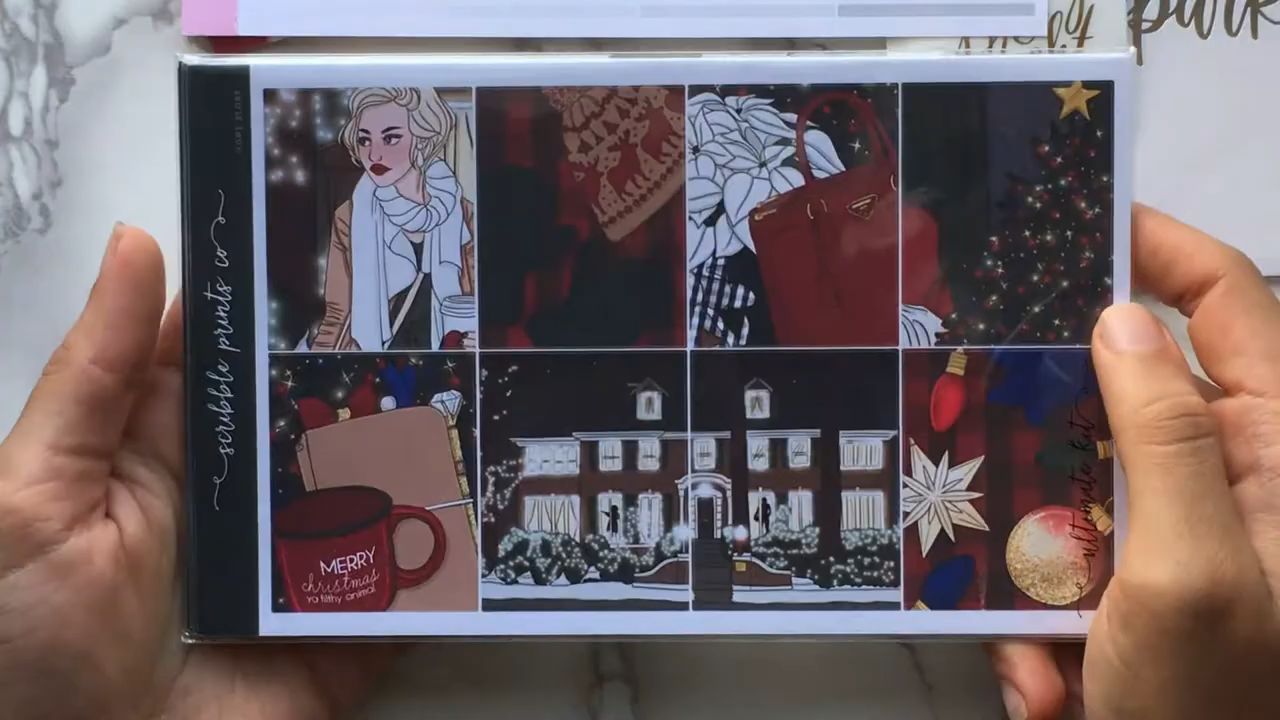 scribble prints co
MERRY
christmas
ya filthy animal
ultimate kit